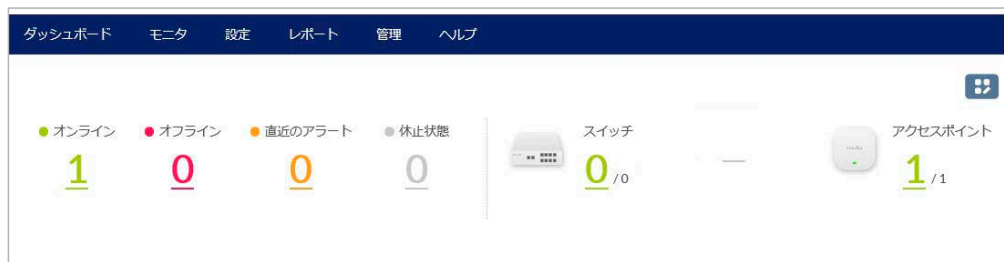 ダッシュボード モニタ 設定 レポート 管理 ヘルプ
オンライン オフライン 直近のアラート 休止状態 スイッチ アクセスポイント
1 0 0 0 0 /0 — 1 /1